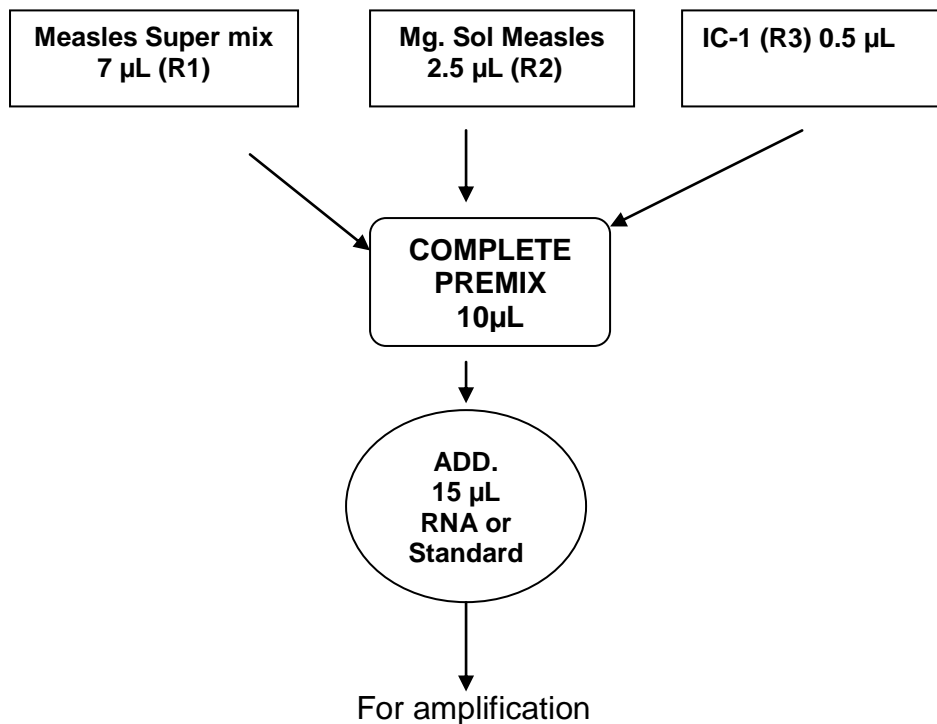 Measles Super mix
7 µL (R1)
Mg. Sol Measles
2.5 µL (R2)
IC-1 (R3) 0.5 µL
COMPLETE
PREMIX
10µL
ADD.
15 µL
RNA or
Standard
For amplification